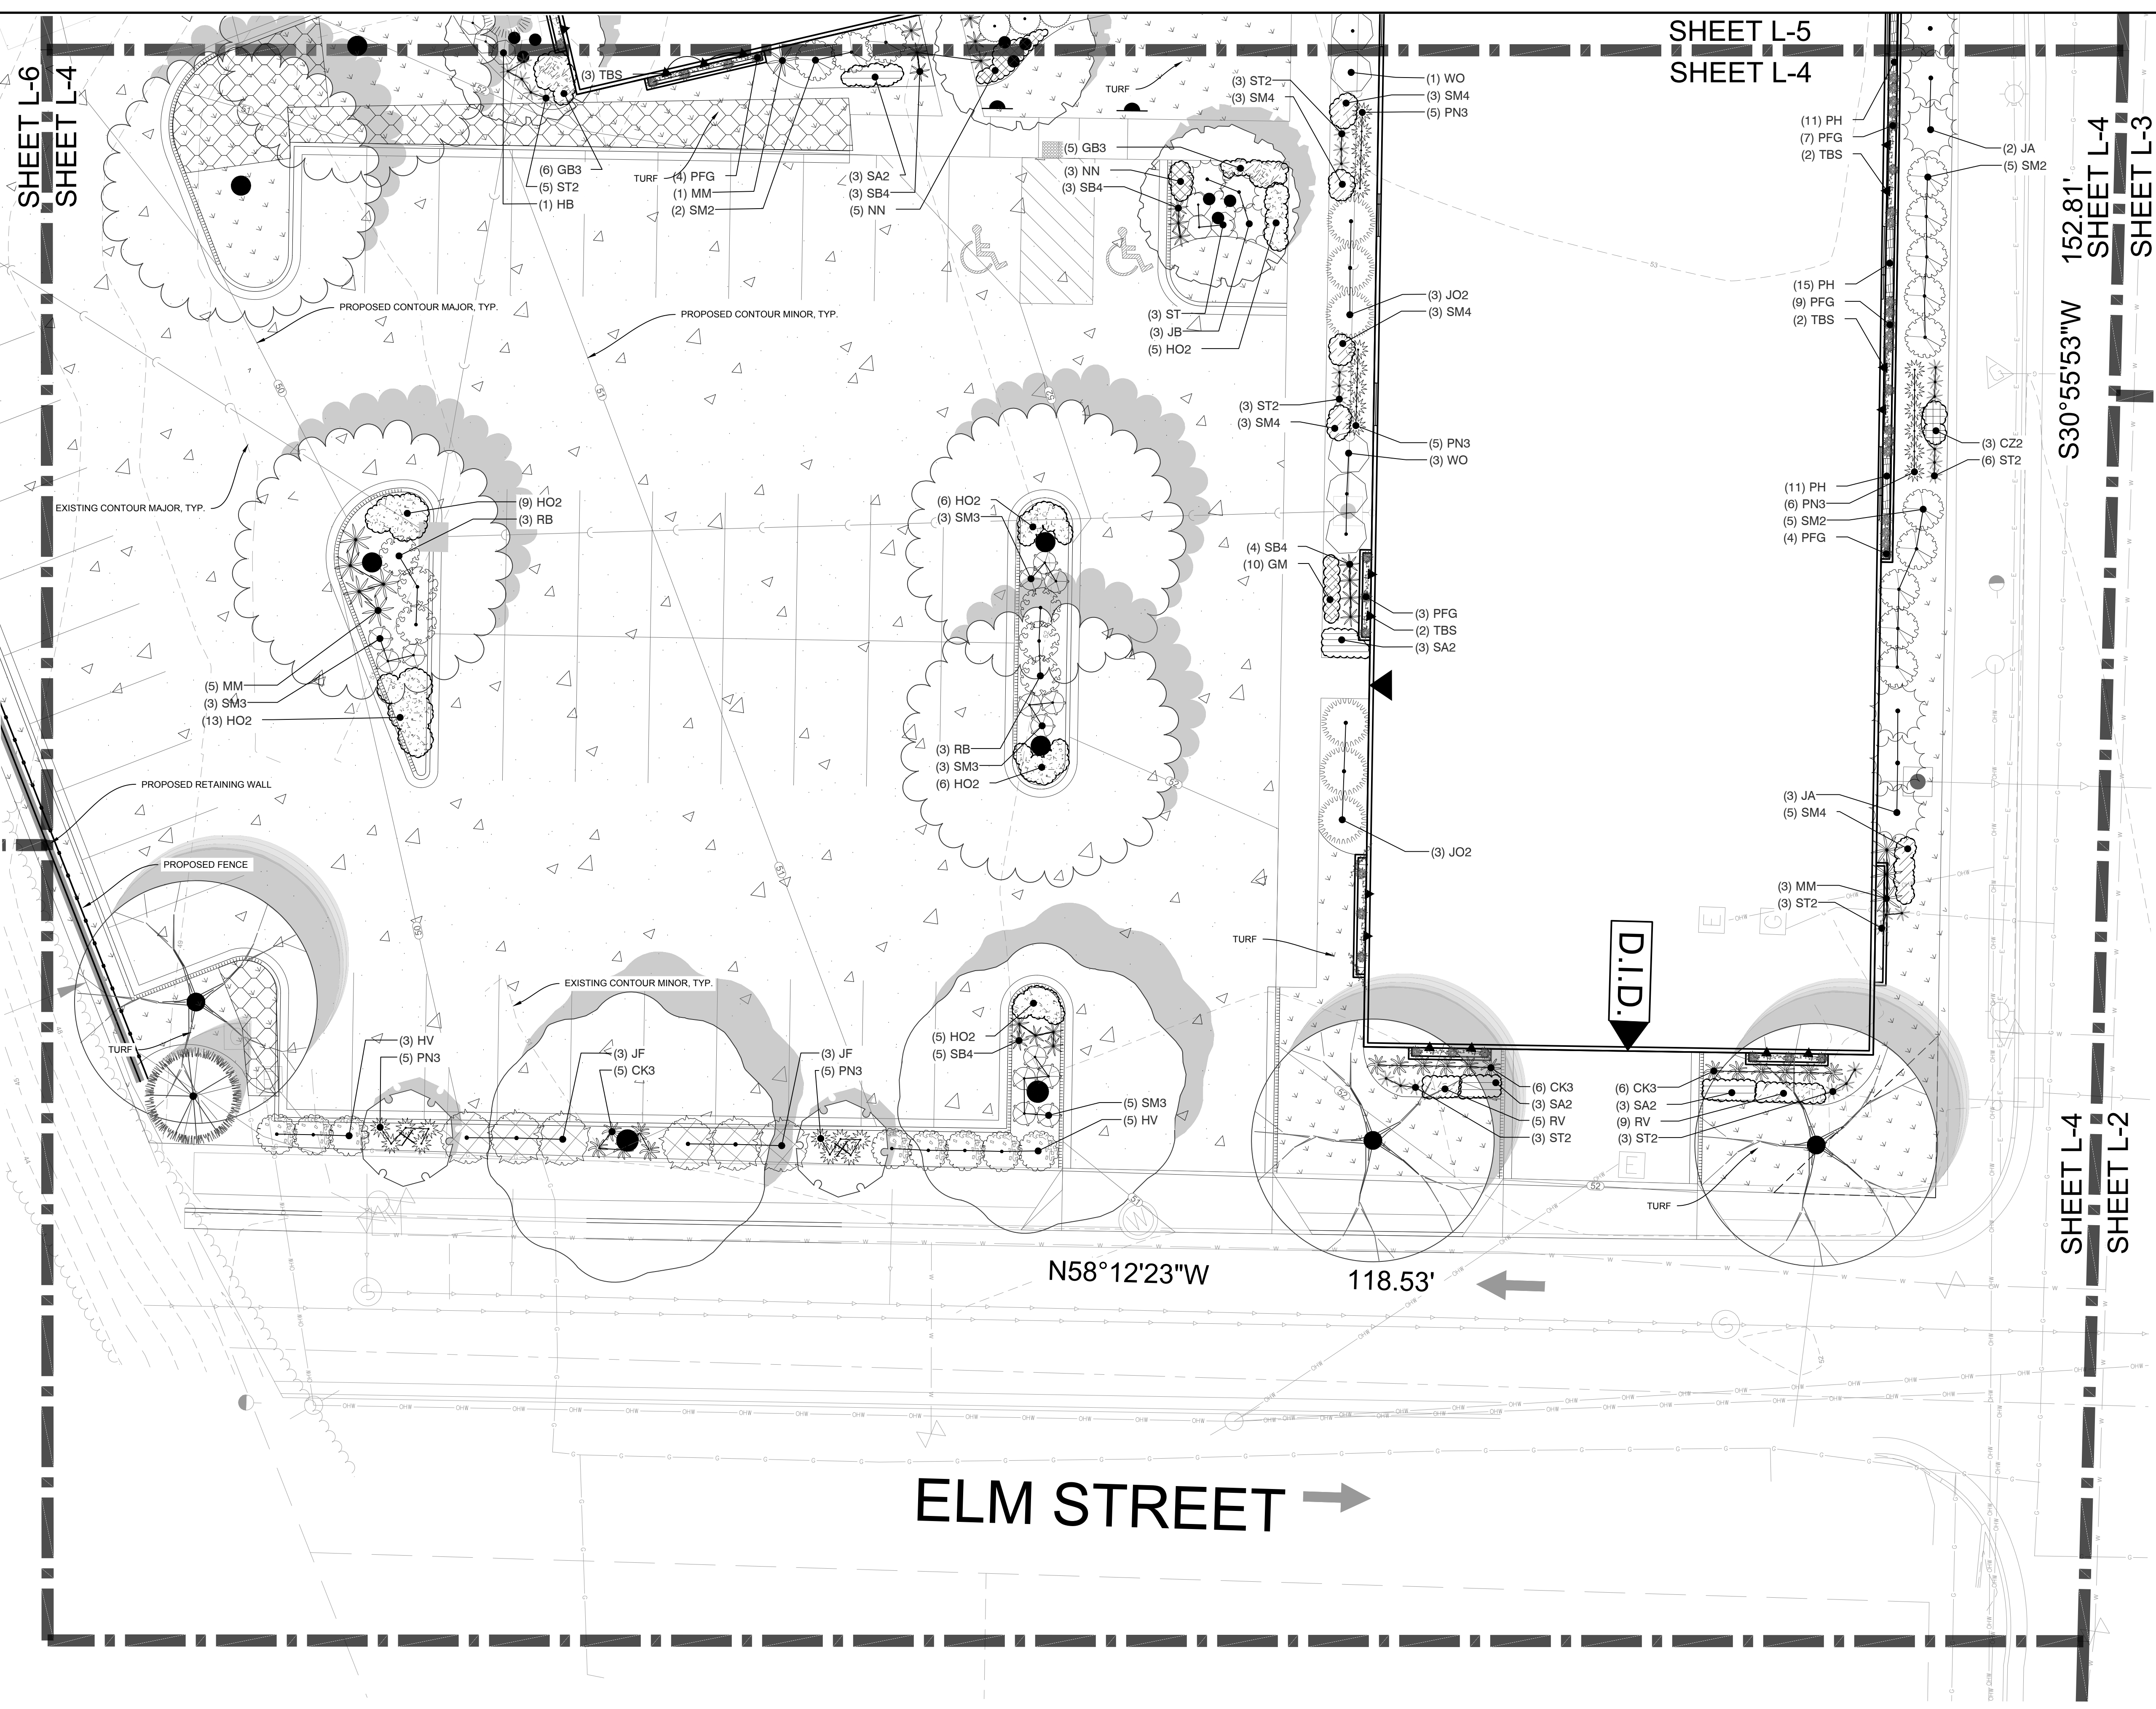 SHEET L-5
SHEET L-4
SHEET L-6
SHEET L-4
(3) TBS
TURF
(3) ST2
(3) SM4
(1) WO
(3) SM4
(5) PN3
(11) PH
(7) PFG
(2) TBS
(2) JA
(5) SM2
152.81'
SHEET L-4
SHEET L-3
(6) GB3
(5) ST2
(1) HB
TURF
(4) PFG
(1) MM
(2) SM2
(3) SA2
(3) SB4
(5) NN
(5) GB3
(3) NN
(3) SB4
53
(3) ST
(3) JB
(5) HO2
(3) JO2
(3) SM4
(15) PH
(9) PFG
(2) TBS
S30°55'53"W
PROPOSED CONTOUR MAJOR, TYP.
PROPOSED CONTOUR MINOR, TYP.
50
51
52
(3) ST2
(3) SM4
(5) PN3
(3) WO
(3) CZ2
(6) ST2
(11) PH
(6) PN3
(5) SM2
(4) PFG
EXISTING CONTOUR MAJOR, TYP.
(9) HO2
(3) RB
(6) HO2
(3) SM3
(4) SB4
(10) GM
(3) PFG
(2) TBS
(3) SA2
(5) MM
(3) SM3
(13) HO2
(3) RB
(3) SM3
(6) HO2
PROPOSED RETAINING WALL
(3) JA
(5) SM4
(3) JO2
PROPOSED FENCE
51
50
(3) MM
(3) ST2
E
G
D.I.D.
TURF
EXISTING CONTOUR MINOR, TYP.
(5) HO2
(5) SB4
TURF
(3) HV
(5) PN3
(3) JF
(5) CK3
(3) JF
(5) PN3
(5) SM3
(5) HV
(6) CK3
(3) SA2
(5) RV
(3) ST2
(6) CK3
(3) SA2
(9) RV
(3) ST2
E
TURF
52
51
W
SHEET L-4
SHEET L-2
N58°12'23"W
118.53'
S
S
ELM STREET